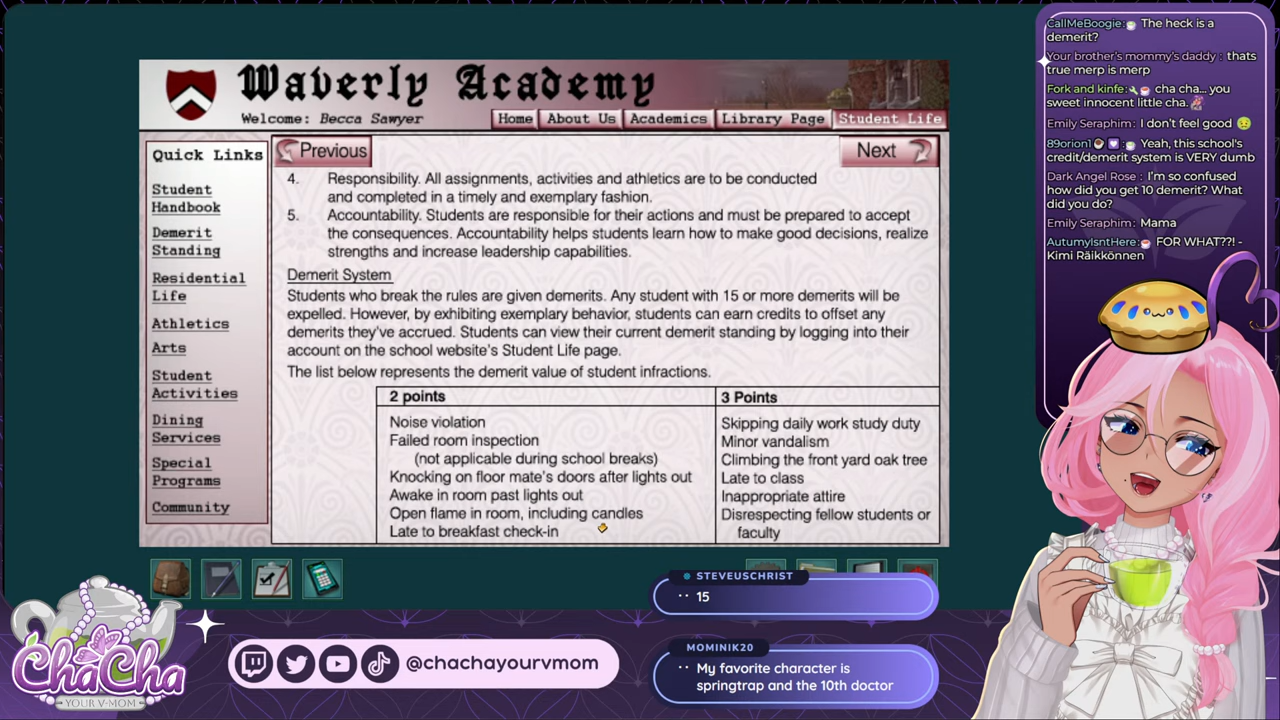 Waverly Academy
Welcome: Becca Sawyer
Home
About Us
Academics
Library Page
Student Life
Quick Links
Student
Handbook
Demerit
Standing
Residential
Life
Athletics
Arts
Student
Activities
Dining
Services
Special
Programs
Community
Previous
Next
4. Responsibility. All assignments, activities and athletics are to be conducted
and completed in a timely and exemplary fashion.
5. Accountability. Students are responsible for their actions and must be prepared to accept
the consequences. Accountability helps students learn how to make good decisions, realize
strengths and increase leadership capabilities.
Demerit System
Students who break the rules are given demerits. Any student with 15 or more demerits will be
expelled. However, by exhibiting exemplary behavior, students can earn credits to offset any
demerits they've accrued. Students can view their current demerit standing by logging into their
account on the school website's Student Life page.
The list below represents the demerit value of student infractions.
2 points
Noise violation
Failed room inspection
(not applicable during school breaks)
Knocking on floor mate's doors after lights out
Awake in room past lights out
Open flame in room, including candles
Late to breakfast check-in
3 Points
Skipping daily work study duty
Minor vandalism
Climbing the front yard oak tree
Late to class
Inappropriate attire
Disrespecting fellow students or
faculty
CallMeBoogie: The heck is a
demerit?
Your brother's mommy's daddy : thats
true merp is merp
Fork and kinfe: cha cha... you
sweet innocent little cha.
Emily Seraphim: I don't feel good
89orion1 : Yeah, this school's
credit/demerit system is VERY dumb
Dark Angel Rose : I'm so confused
how did you get 10 demerit? What
did you do?
Emily Seraphim: Mama
AutumyIsntHere: FOR WHAT??! -
Kimi Räikkönnen
STEVEUSCHRIST
15
MOMINIK20
My favorite character is
springtrap and the 10th doctor
ChaCha
YOUR V-MOM
@chachayourvmom